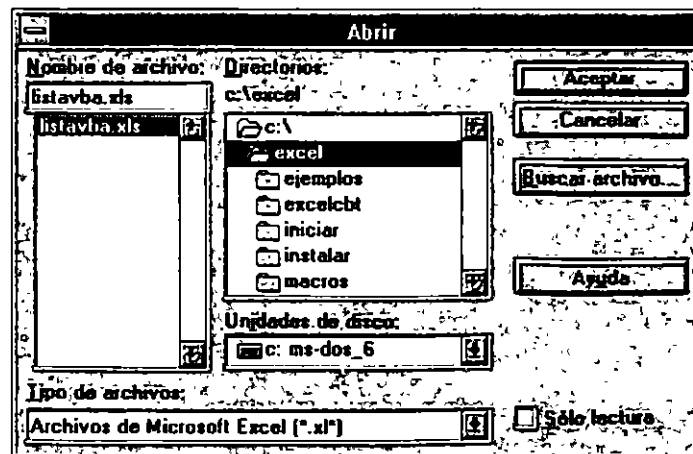 Abrir
Nombre de archivo:
listavba.xls
listavba.xls
Directorios:
c:\excel
c:\
excel
ejemplos
excelcbt
iniciar
instalar
macros
Unidades de disco:
c: ms-dos_6
Tipo de archivos:
Archivos de Microsoft Excel (*.xl*)
Aceptar
Cancelar
Buscar archivo...
Ayuda
Sólo lectura